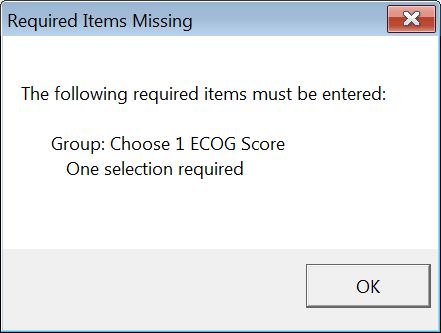 Required Items Missing
The following required items must be entered:
Group: Choose 1 ECOG Score
One selection required
OK